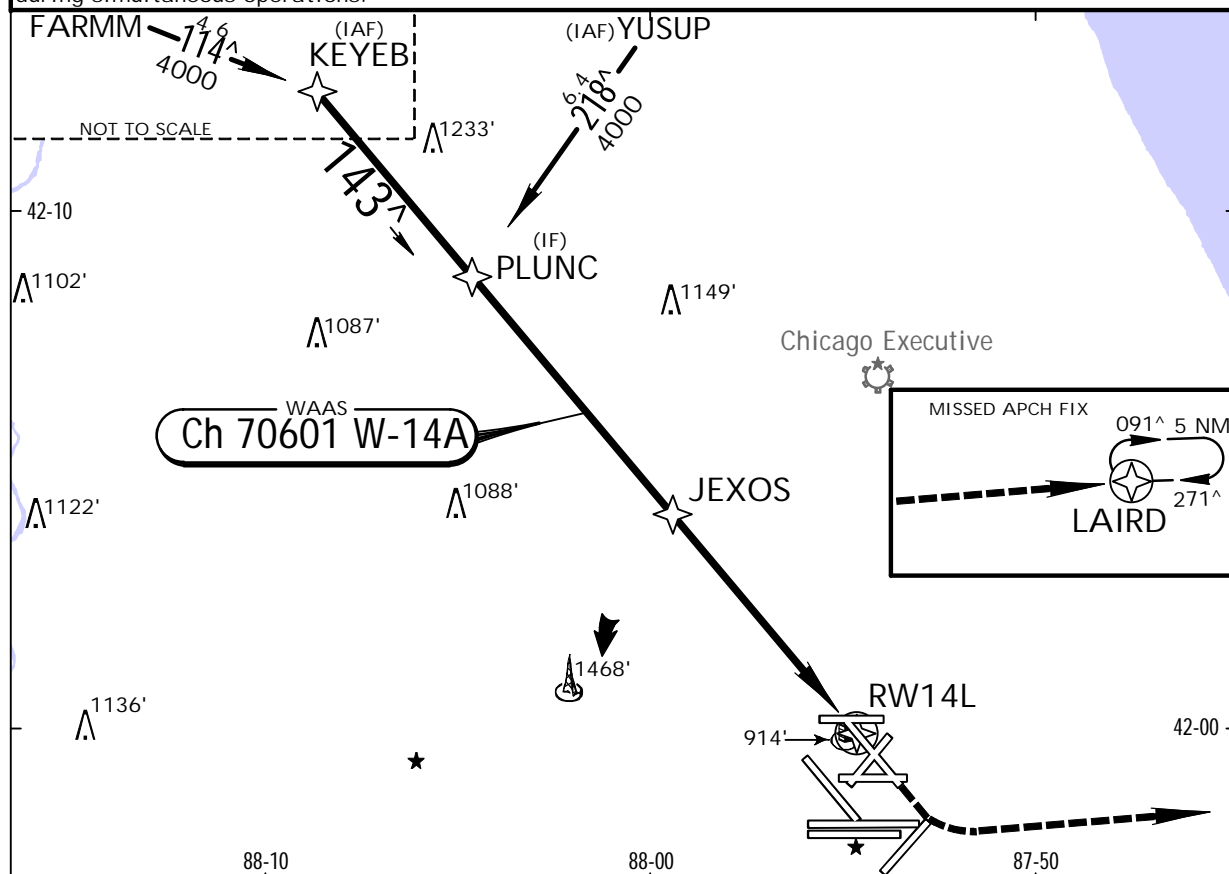 during simultaneous operations.
FARMM
4.6
114^
4000
(IAF)
KEYEB
(IAF) YUSUP
6.4
218^
4000
NOT TO SCALE
1233'
143^
42-10
(IF)
PLUNC
1102'
1149'
1087'
Chicago Executive
WAAS
Ch 70601 W-14A
MISSED APCH FIX
091^ 5 NM
271^
LAIRD
JEXOS
1088'
1122'
1468'
RW14L
1136'
914'
42-00
88-10
88-00
87-50